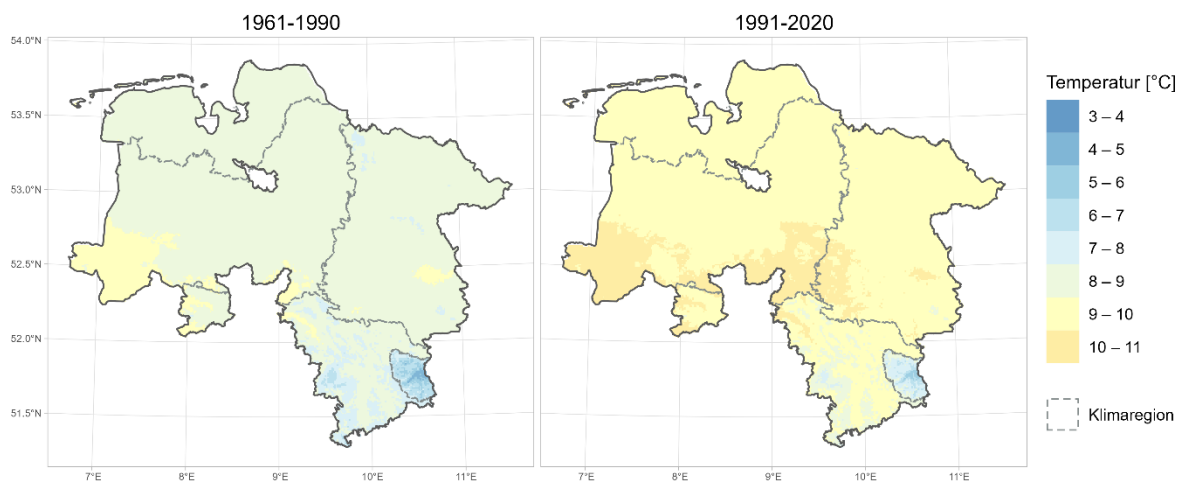 1961-1990
1991-2020
54.0°N
53.5°N
53.0°N
52.5°N
52.0°N
51.5°N
7°E 8°E 9°E 10°E 11°E
7°E 8°E 9°E 10°E 11°E
Temperatur [°C]
3 – 4
4 – 5
5 – 6
6 – 7
7 – 8
8 – 9
9 – 10
10 – 11
Klimaregion